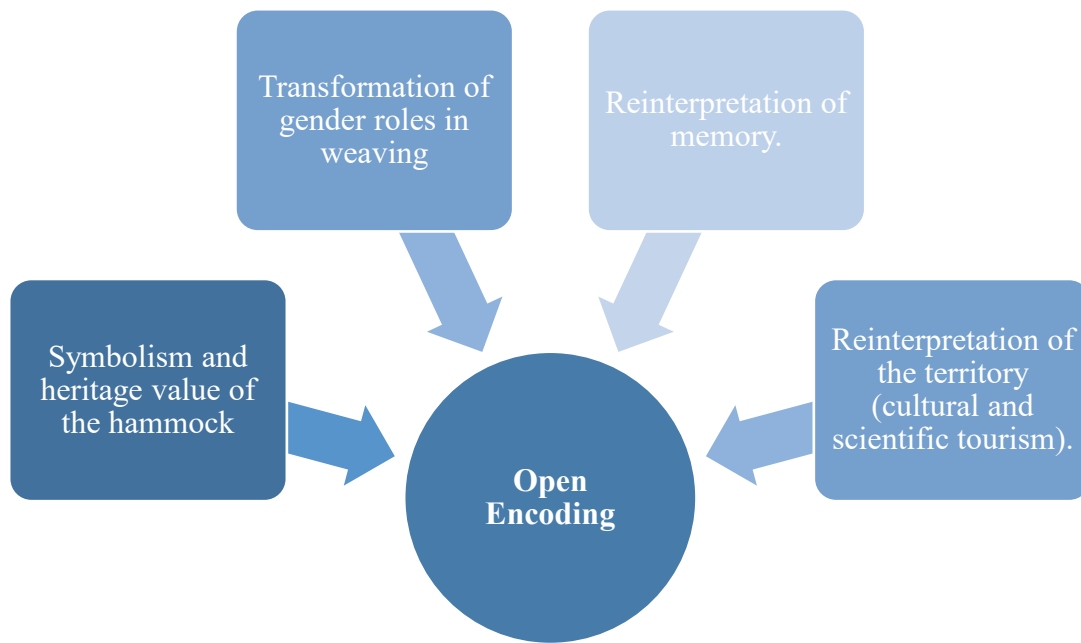 Transformation of
gender roles in
weaving
Reinterpretation of
memory.
Symbolism and
heritage value of
the hammock
Reinterpretation of
the territory
(cultural and
scientific tourism).
Open
Encoding